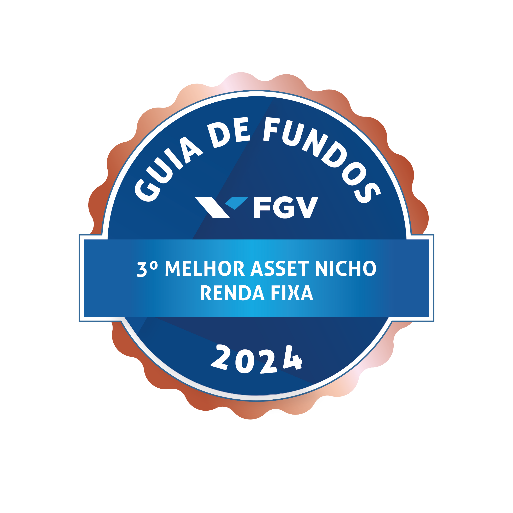 GUIA DE FUNDOS
FGV
3º MELHOR ASSET NICHO
RENDA FIXA
2024